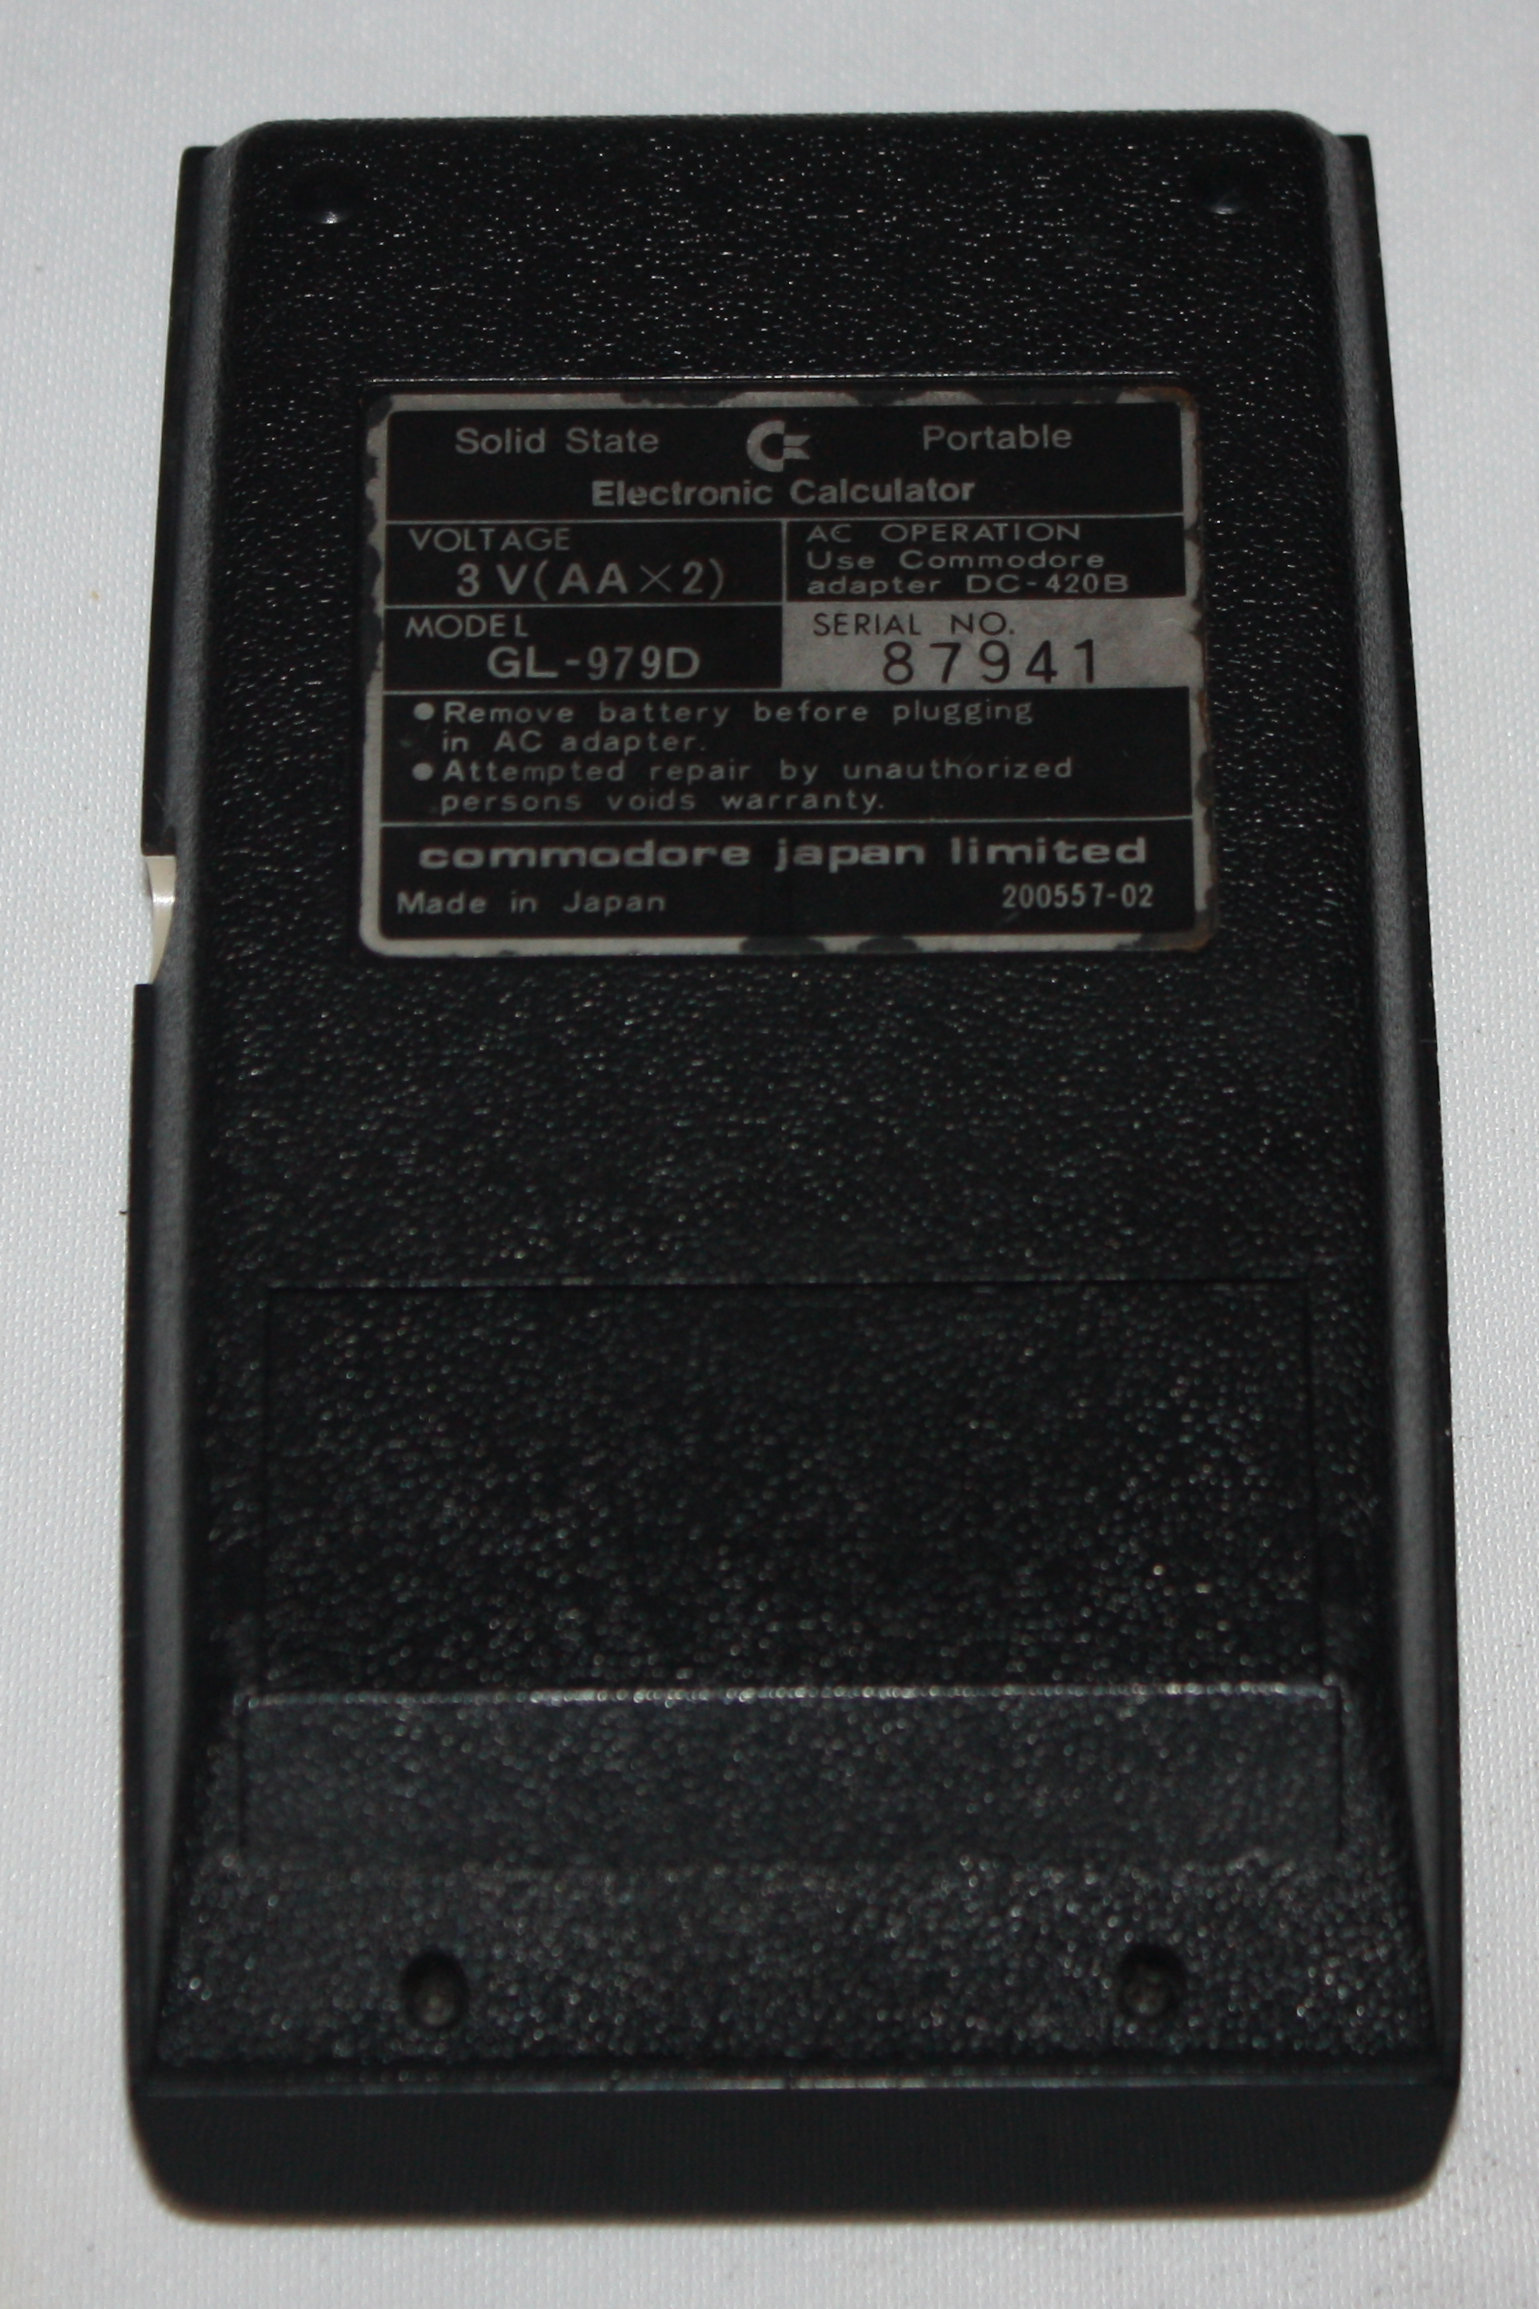 Solid State Portable
Electronic Calculator
VOLTAGE
3 V(AA×2)
AC OPERATION
Use Commodore
adapter DC-420B
MODEL
GL-979D
SERIAL NO.
87941
●Remove battery before plugging
in AC adapter.
●Attempted repair by unauthorized
persons voids warranty.
commodore japan limited
Made in Japan 200557-02